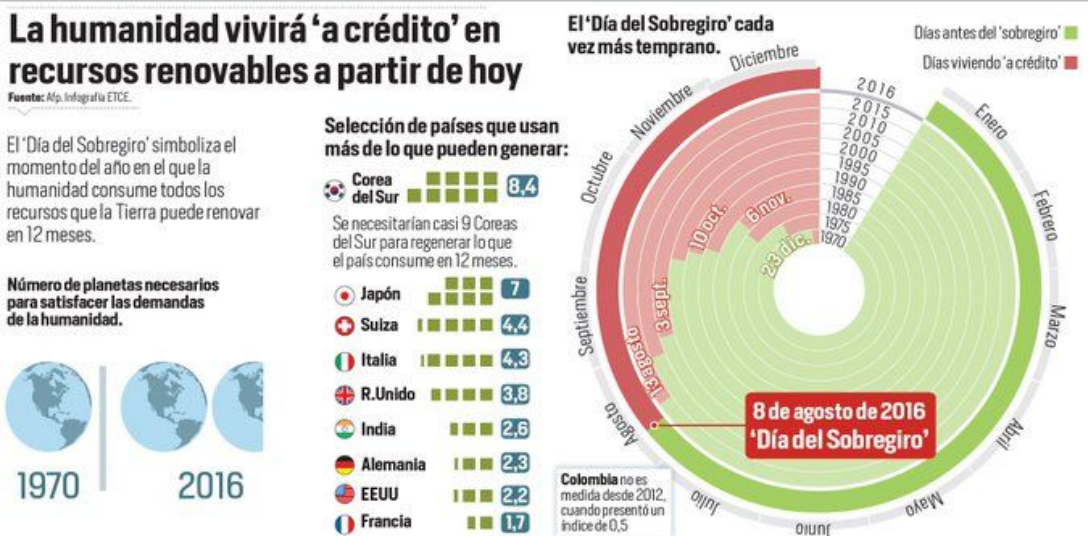 La humanidad vivirá 'a crédito' en
recursos renovables a partir de hoy
Fuente: Afp. Infografía ETCE.
El 'Día del Sobregiro' simboliza el
momento del año en el que la
humanidad consume todos los
recursos que la Tierra puede renovar
en 12 meses.
Número de planetas necesarios
para satisfacer las demandas
de la humanidad.
1970
2016
Selección de países que usan
más de lo que pueden generar:
Corea
del Sur
8,4
Se necesitarían casi 9 Coreas
del Sur para regenerar lo que
el país consume en 12 meses.
Japón 7
Suiza 4,4
Italia 4,3
R.Unido 3,8
India 2,6
Alemania 2,3
EEUU 2,2
Francia 1,7
El 'Día del Sobregiro' cada
vez más temprano.
Días antes del 'sobregiro'
Días viviendo 'a crédito'
Enero
Febrero
Marzo
Abril
Mayo
Junio
Julio
Agosto
Septiembre
Octubre
Noviembre
Diciembre
2016
2015
2010
2005
2000
1995
1990
1985
1980
1975
1970
23 dic.
6 nov.
10 oct.
3 sept.
13 agosto
8 de agosto de 2016
'Día del Sobregiro'
Colombia no es
medida desde 2012,
cuando presentó un
índice de 0,5